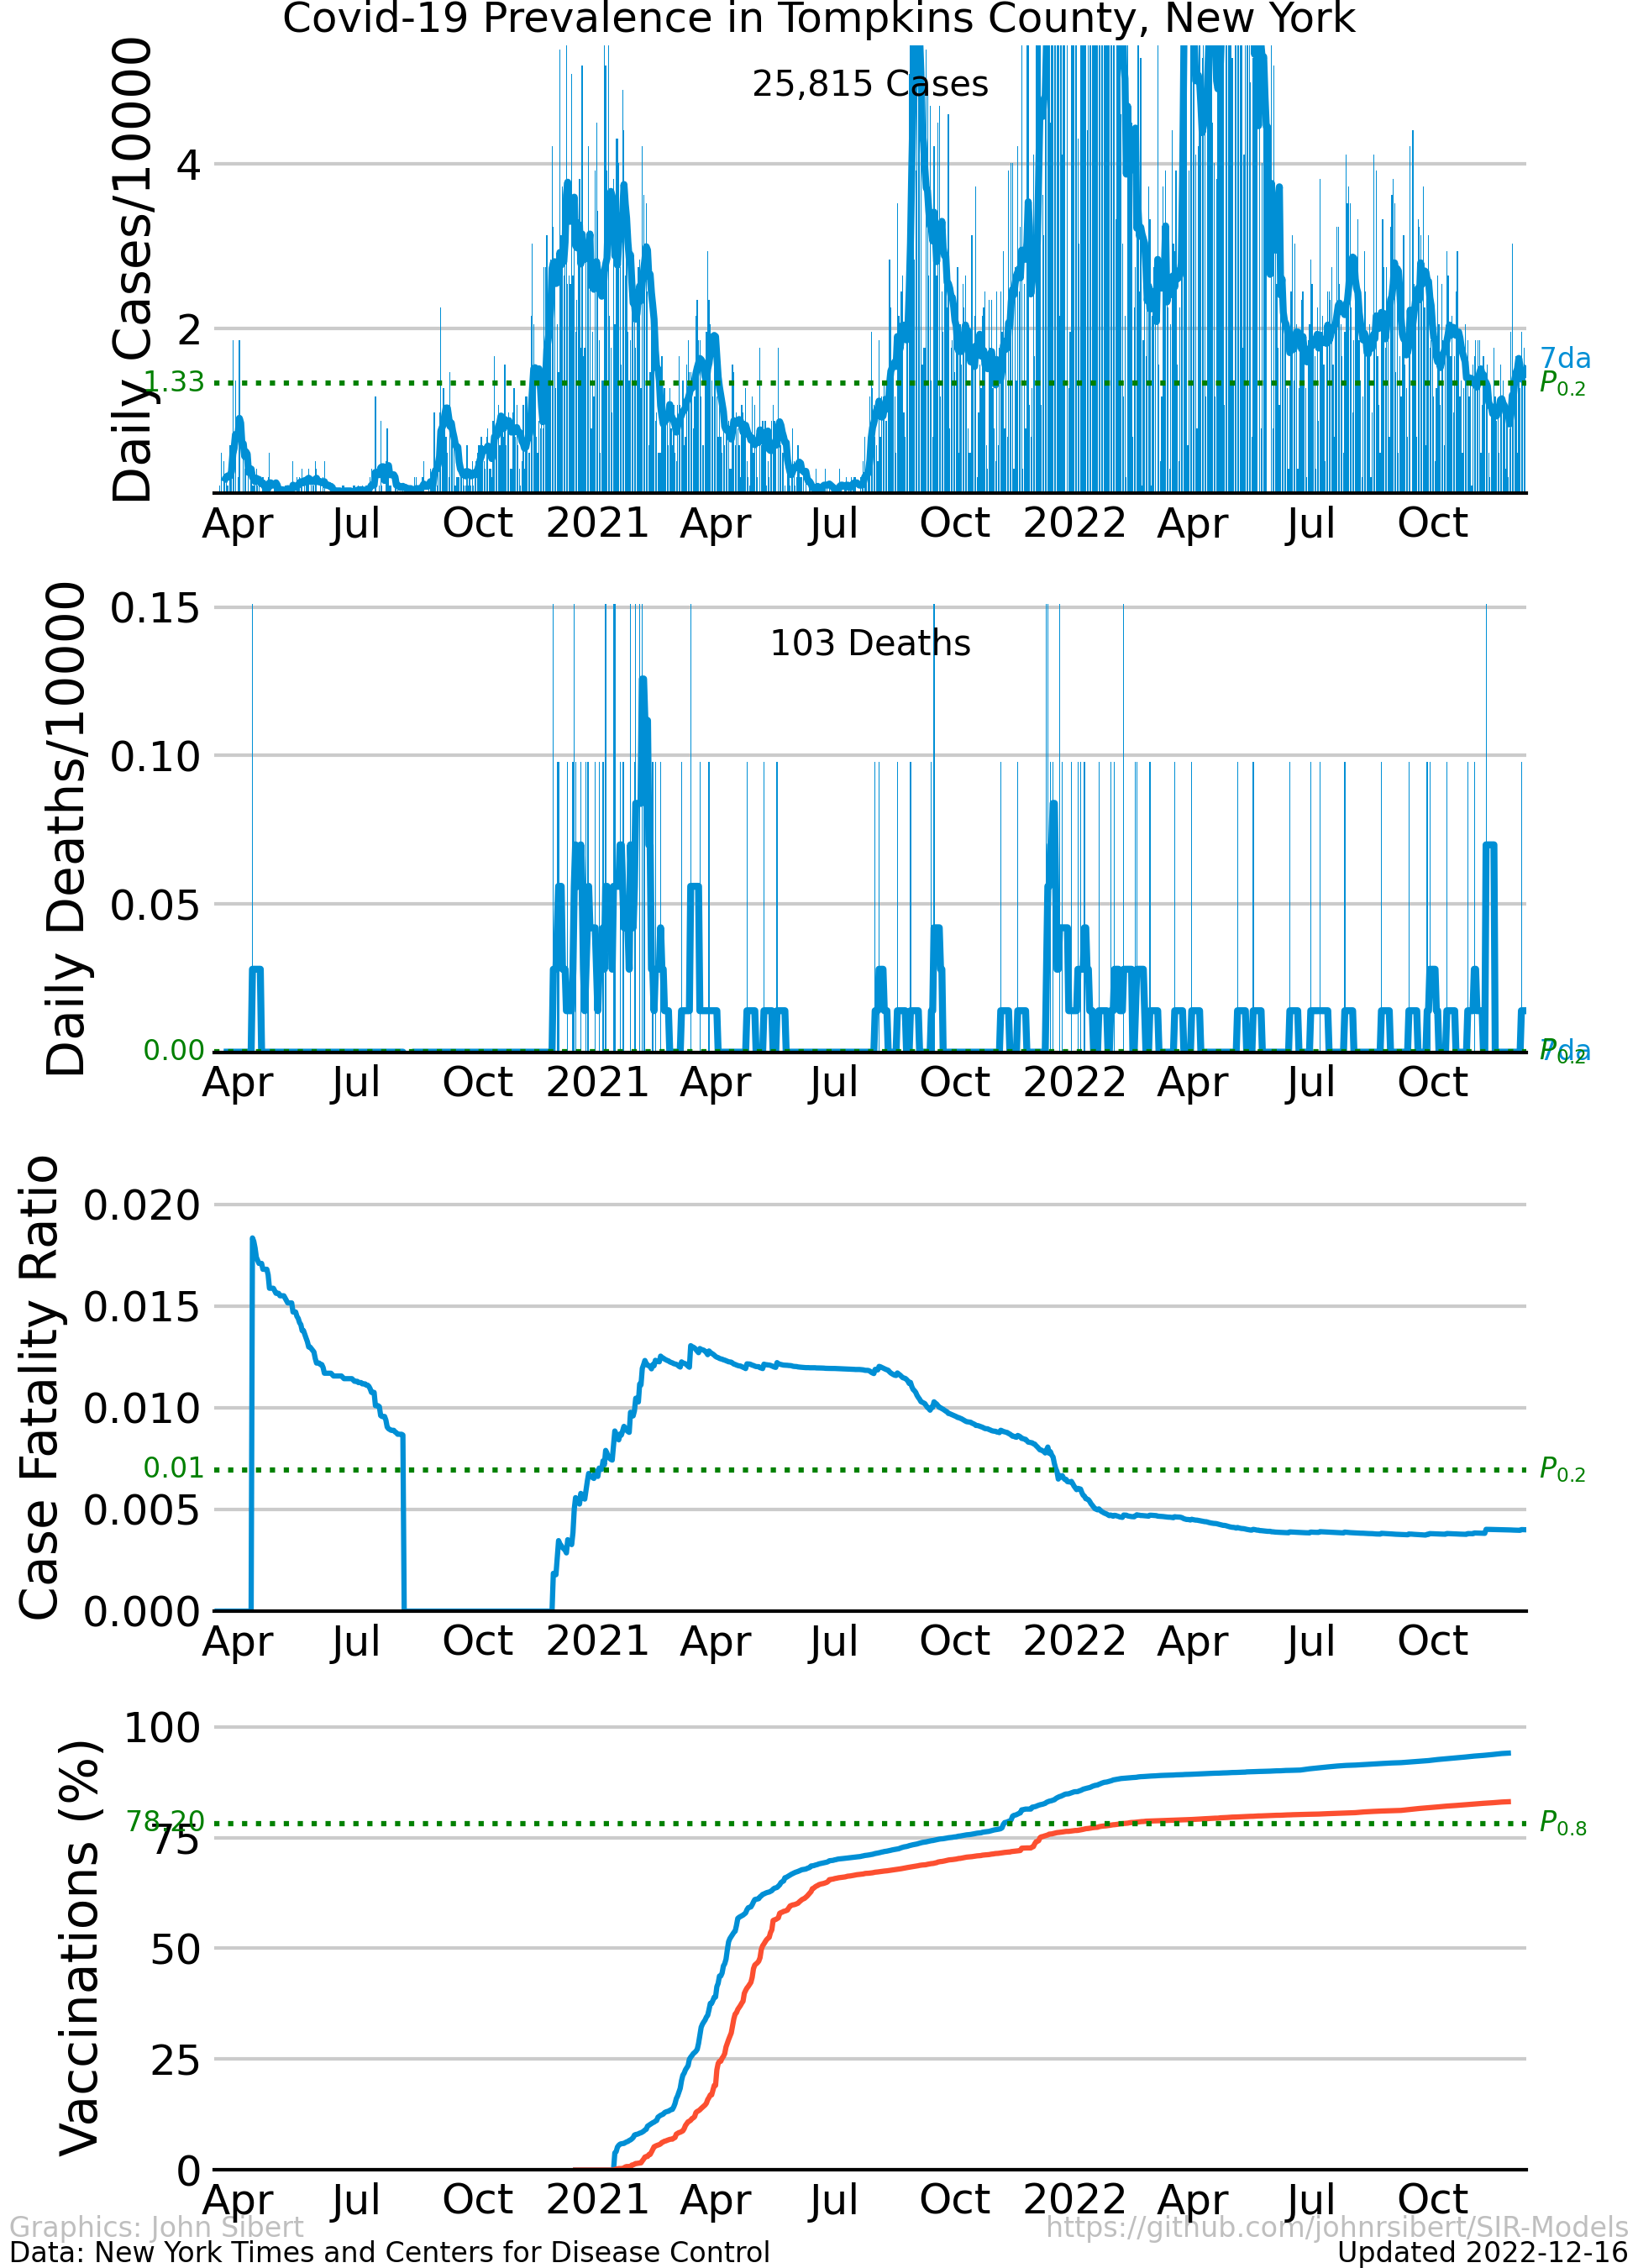 Covid-19 Prevalence in Tompkins County, New York
Daily Cases/10000
25,815 Cases
4
2
1.33
7da
P0.2
Apr Jul Oct 2021 Apr Jul Oct 2022 Apr Jul Oct
Daily Deaths/10000
0.15
103 Deaths
0.10
0.05
0.00
7da
P0.2
Apr Jul Oct 2021 Apr Jul Oct 2022 Apr Jul Oct
Case Fatality Ratio
0.020
0.015
0.010
0.01
P0.2
0.005
0.000
Apr Jul Oct 2021 Apr Jul Oct 2022 Apr Jul Oct
Vaccinations (%)
100
78.20
P0.8
75
50
25
0
Apr Jul Oct 2021 Apr Jul Oct 2022 Apr Jul Oct
Graphics: John Sibert https://github.com/johnrsibert/SIR-Models
Data: New York Times and Centers for Disease Control Updated 2022-12-16